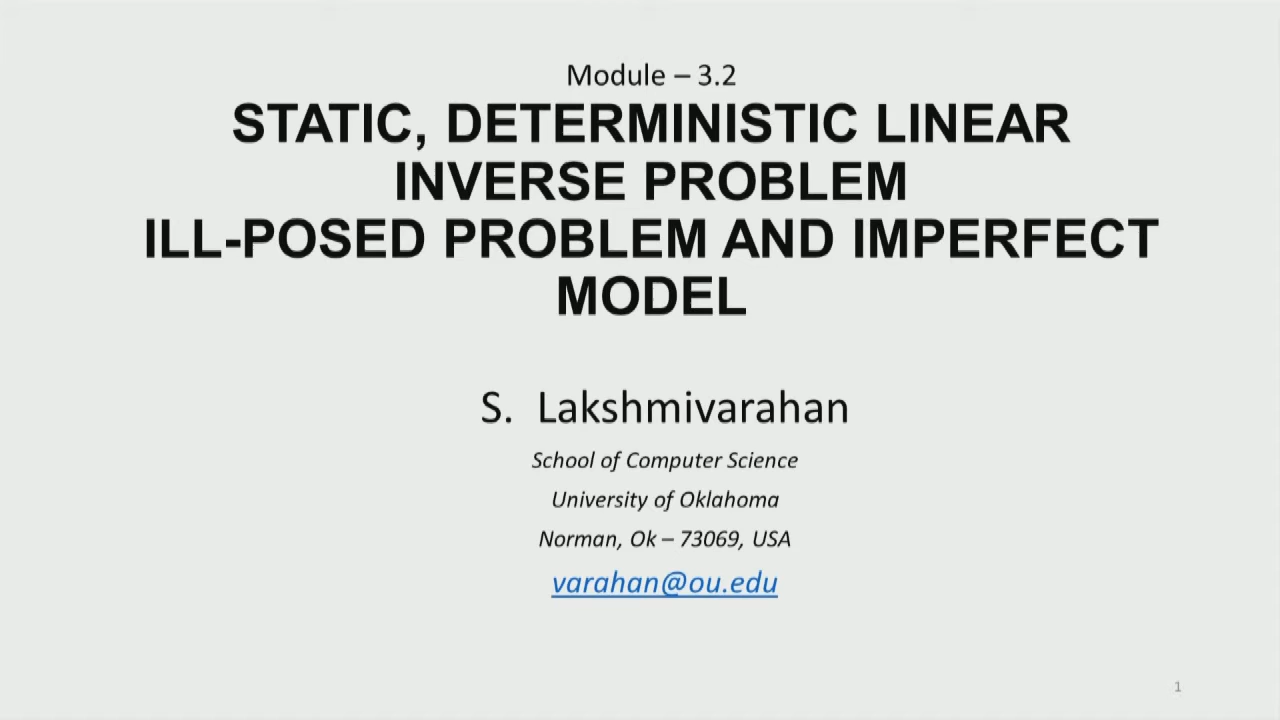 Module – 3.2
STATIC, DETERMINISTIC LINEAR
INVERSE PROBLEM
ILL-POSED PROBLEM AND IMPERFECT
MODEL
S. Lakshmivarahan
School of Computer Science
University of Oklahoma
Norman, Ok – 73069, USA
varahan@ou.edu
1